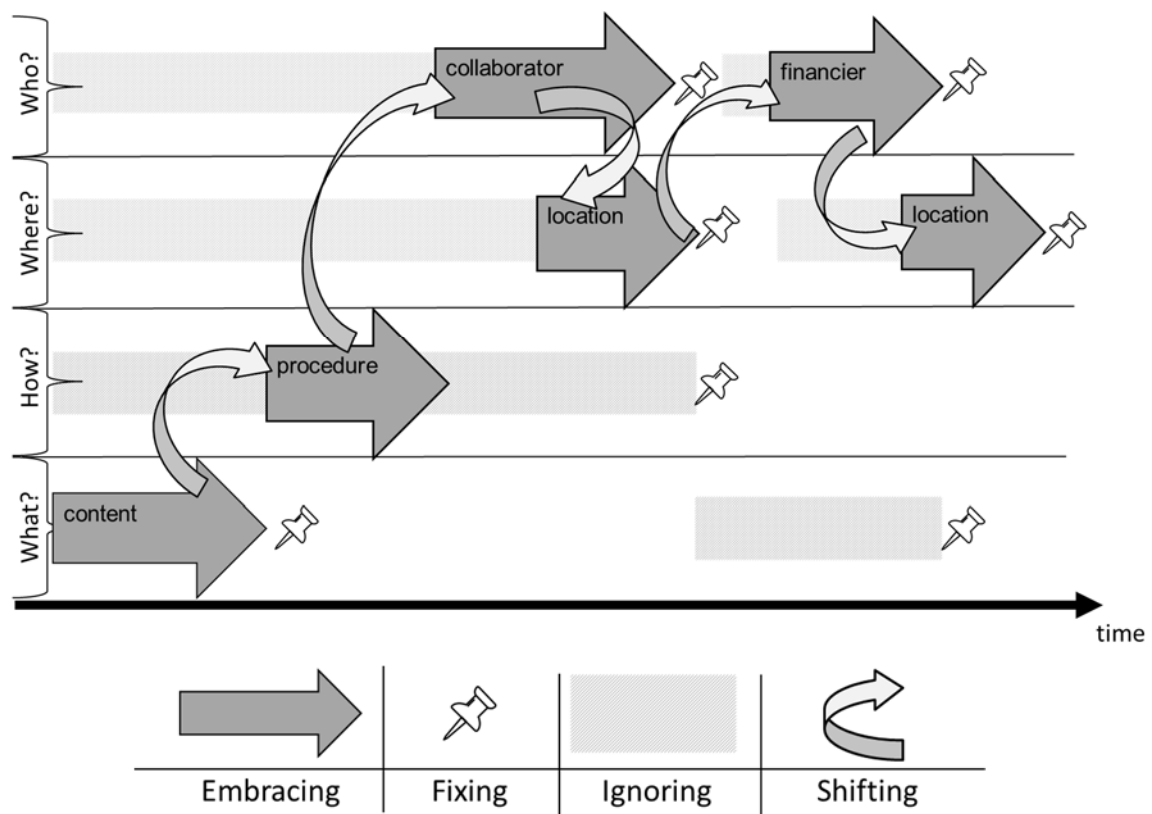 Who?
collaborator
financier
Where?
location
location
How?
procedure
What?
content
time
Embracing
Fixing
Ignoring
Shifting